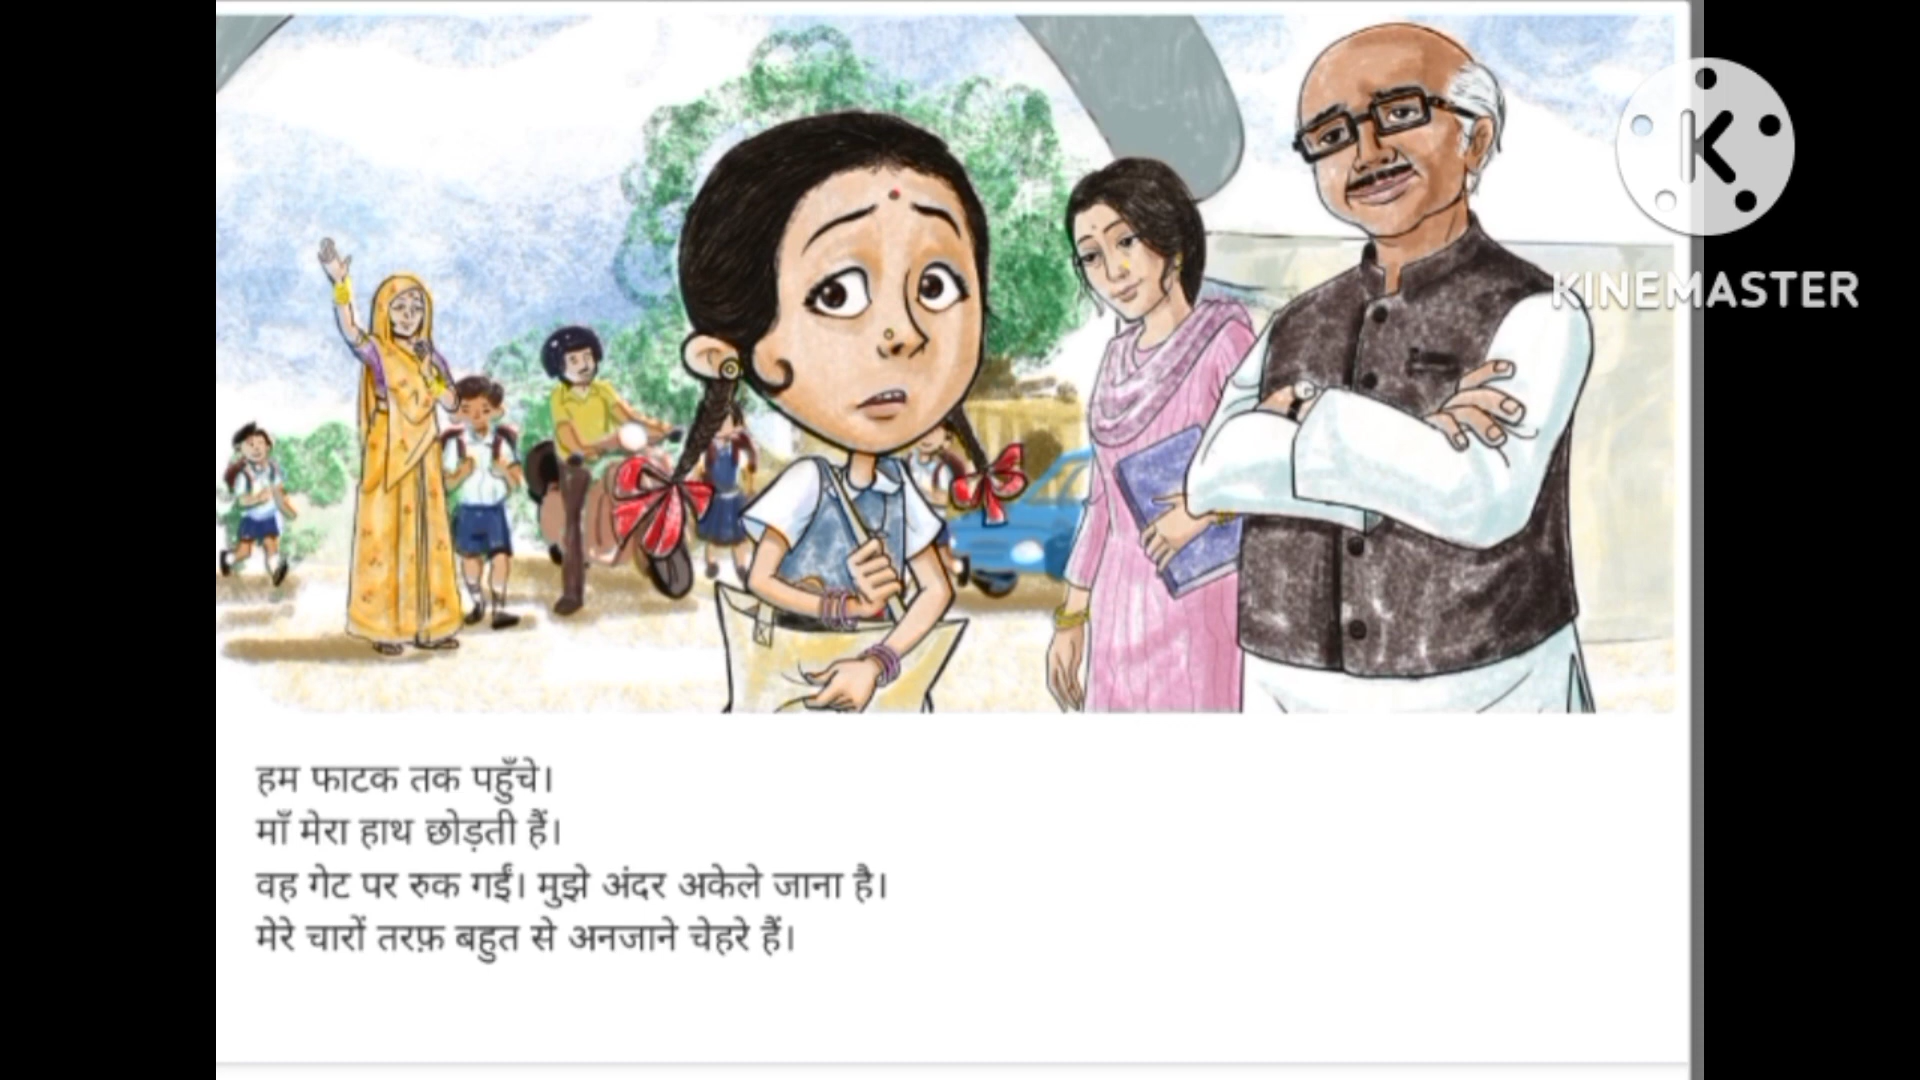 KINEMASTER
हम फाटक तक पहुँचे।
माँ मेरा हाथ छोड़ती हैं।
वह गेट पर रुक गईं। मुझे अंदर अकेले जाना है।
मेरे चारों तरफ़ बहुत से अनजाने चेहरे हैं।